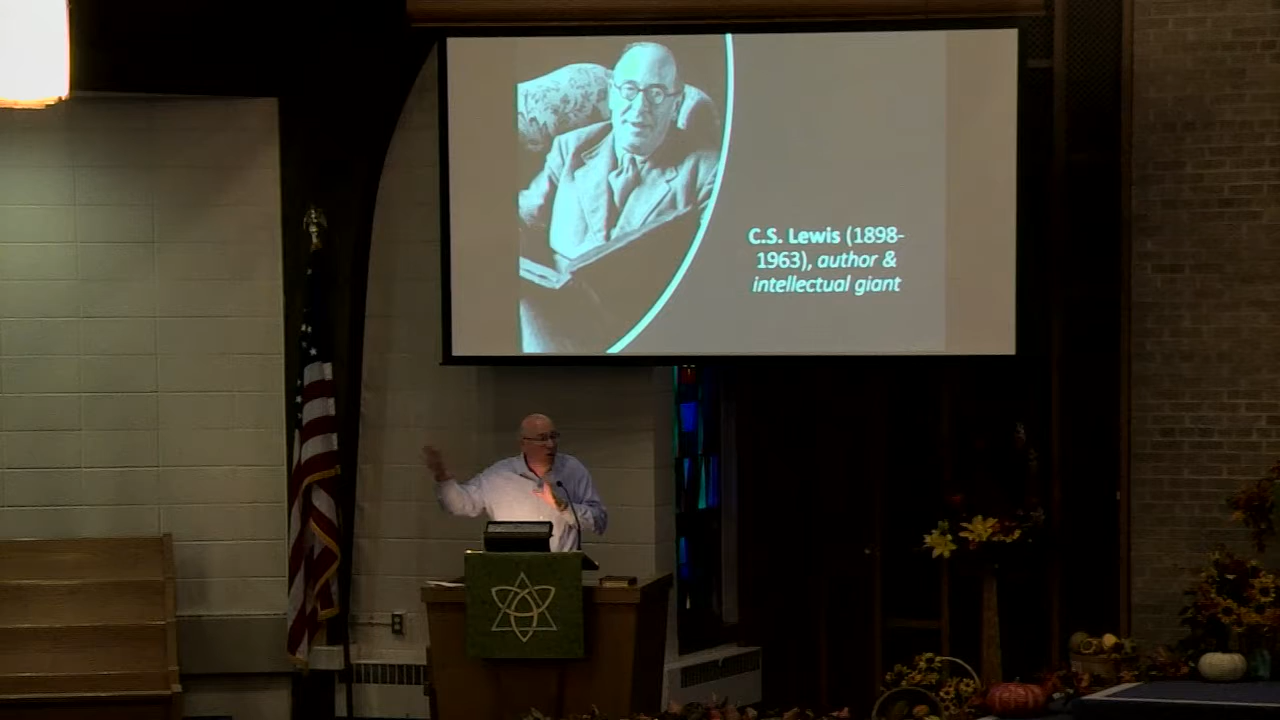 C.S. Lewis (1898-
1963), author &
intellectual giant